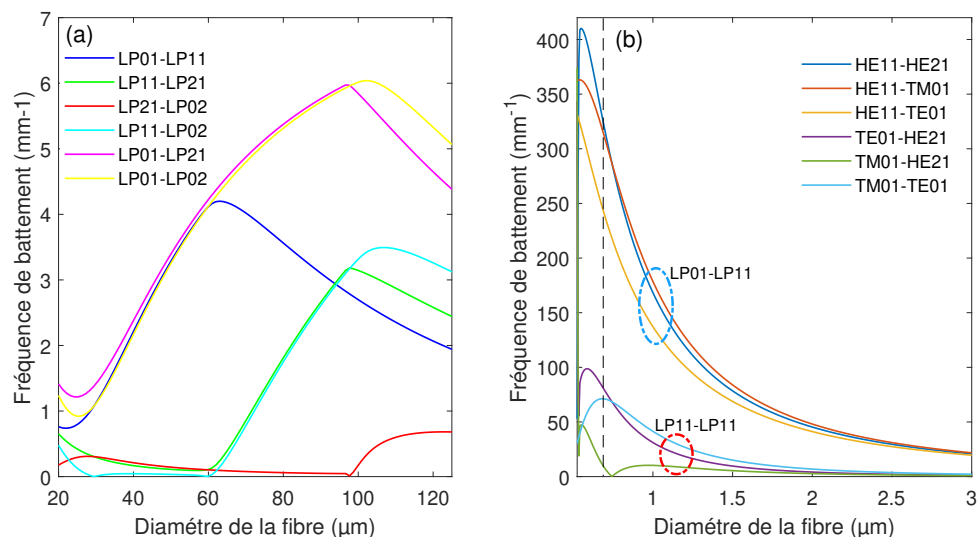 (a)
Fréquence de battement (mm-1)
7
6
5
4
3
2
1
0
LP01-LP11
LP11-LP21
LP21-LP02
LP11-LP02
LP01-LP21
LP01-LP02
20
40
60
80
100
120
Diamétre de la fibre (µm)
(b)
Fréquence de battement (mm⁻¹)
400
350
300
250
200
150
100
50
0
HE11-HE21
HE11-TM01
HE11-TE01
TE01-HE21
TM01-HE21
TM01-TE01
LP01-LP11
LP11-LP11
1
1.5
2
2.5
3
Diamétre de la fibre (µm)